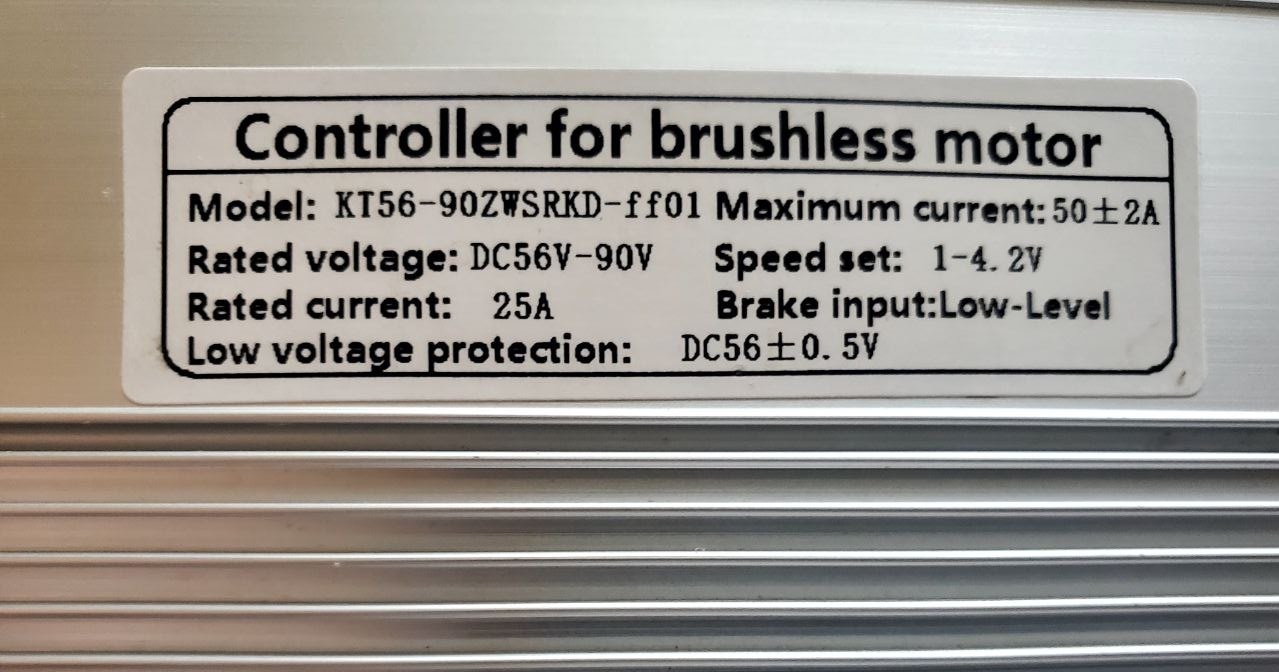 Controller for brushless motor
Model: KT56-90ZWSRKD-ff01 Maximum current: 50±2A
Rated voltage: DC56V-90V Speed set: 1-4.2V
Rated current: 25A Brake input:Low-Level
Low voltage protection: DC56±0.5V